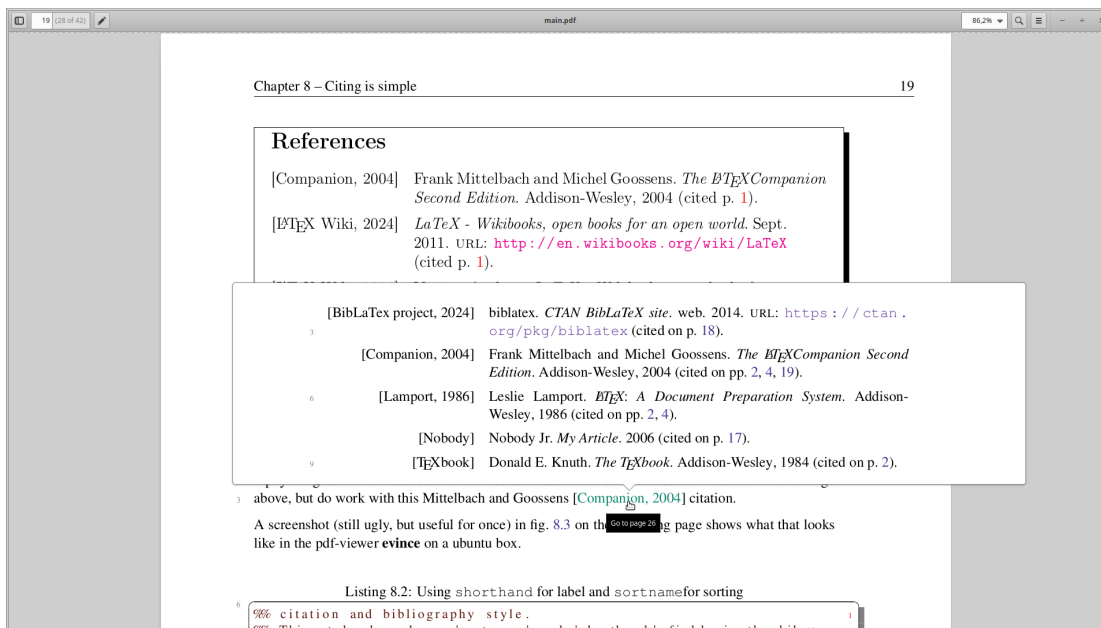 19 (28 of 42) main.pdf 86,2%
Chapter 8 – Citing is simple 19
References
[Companion, 2004] Frank Mittelbach and Michel Goossens. The LATEXCompanion
Second Edition. Addison-Wesley, 2004 (cited p. 1).
[LATEX Wiki, 2024] LaTeX - Wikibooks, open books for an open world. Sept.
2011. URL: http://en.wikibooks.org/wiki/LaTeX
(cited p. 1).
[BibLaTex project, 2024] biblatex. CTAN BibLaTeX site. web. 2014. URL: https://ctan.
3 org/pkg/biblatex (cited on p. 18).
[Companion, 2004] Frank Mittelbach and Michel Goossens. The LATEXCompanion Second
Edition. Addison-Wesley, 2004 (cited on pp. 2, 4, 19).
6 [Lamport, 1986] Leslie Lamport. LATEX: A Document Preparation System. Addison-
Wesley, 1986 (cited on pp. 2, 4).
[Nobody] Nobody Jr. My Article. 2006 (cited on p. 17).
9 [TEXbook] Donald E. Knuth. The TEXbook. Addison-Wesley, 1984 (cited on p. 2).
3 above, but do work with this Mittelbach and Goossens [Companion, 2004] citation.
A screenshot (still ugly, but useful for once) in fig. 8.3 on the page shows what that looks
Go to page 26
like in the pdf-viewer evince on a ubuntu box.
Listing 8.2: Using shorthand for label and sortnamefor sorting
6
%% citation and bibliography style. 1